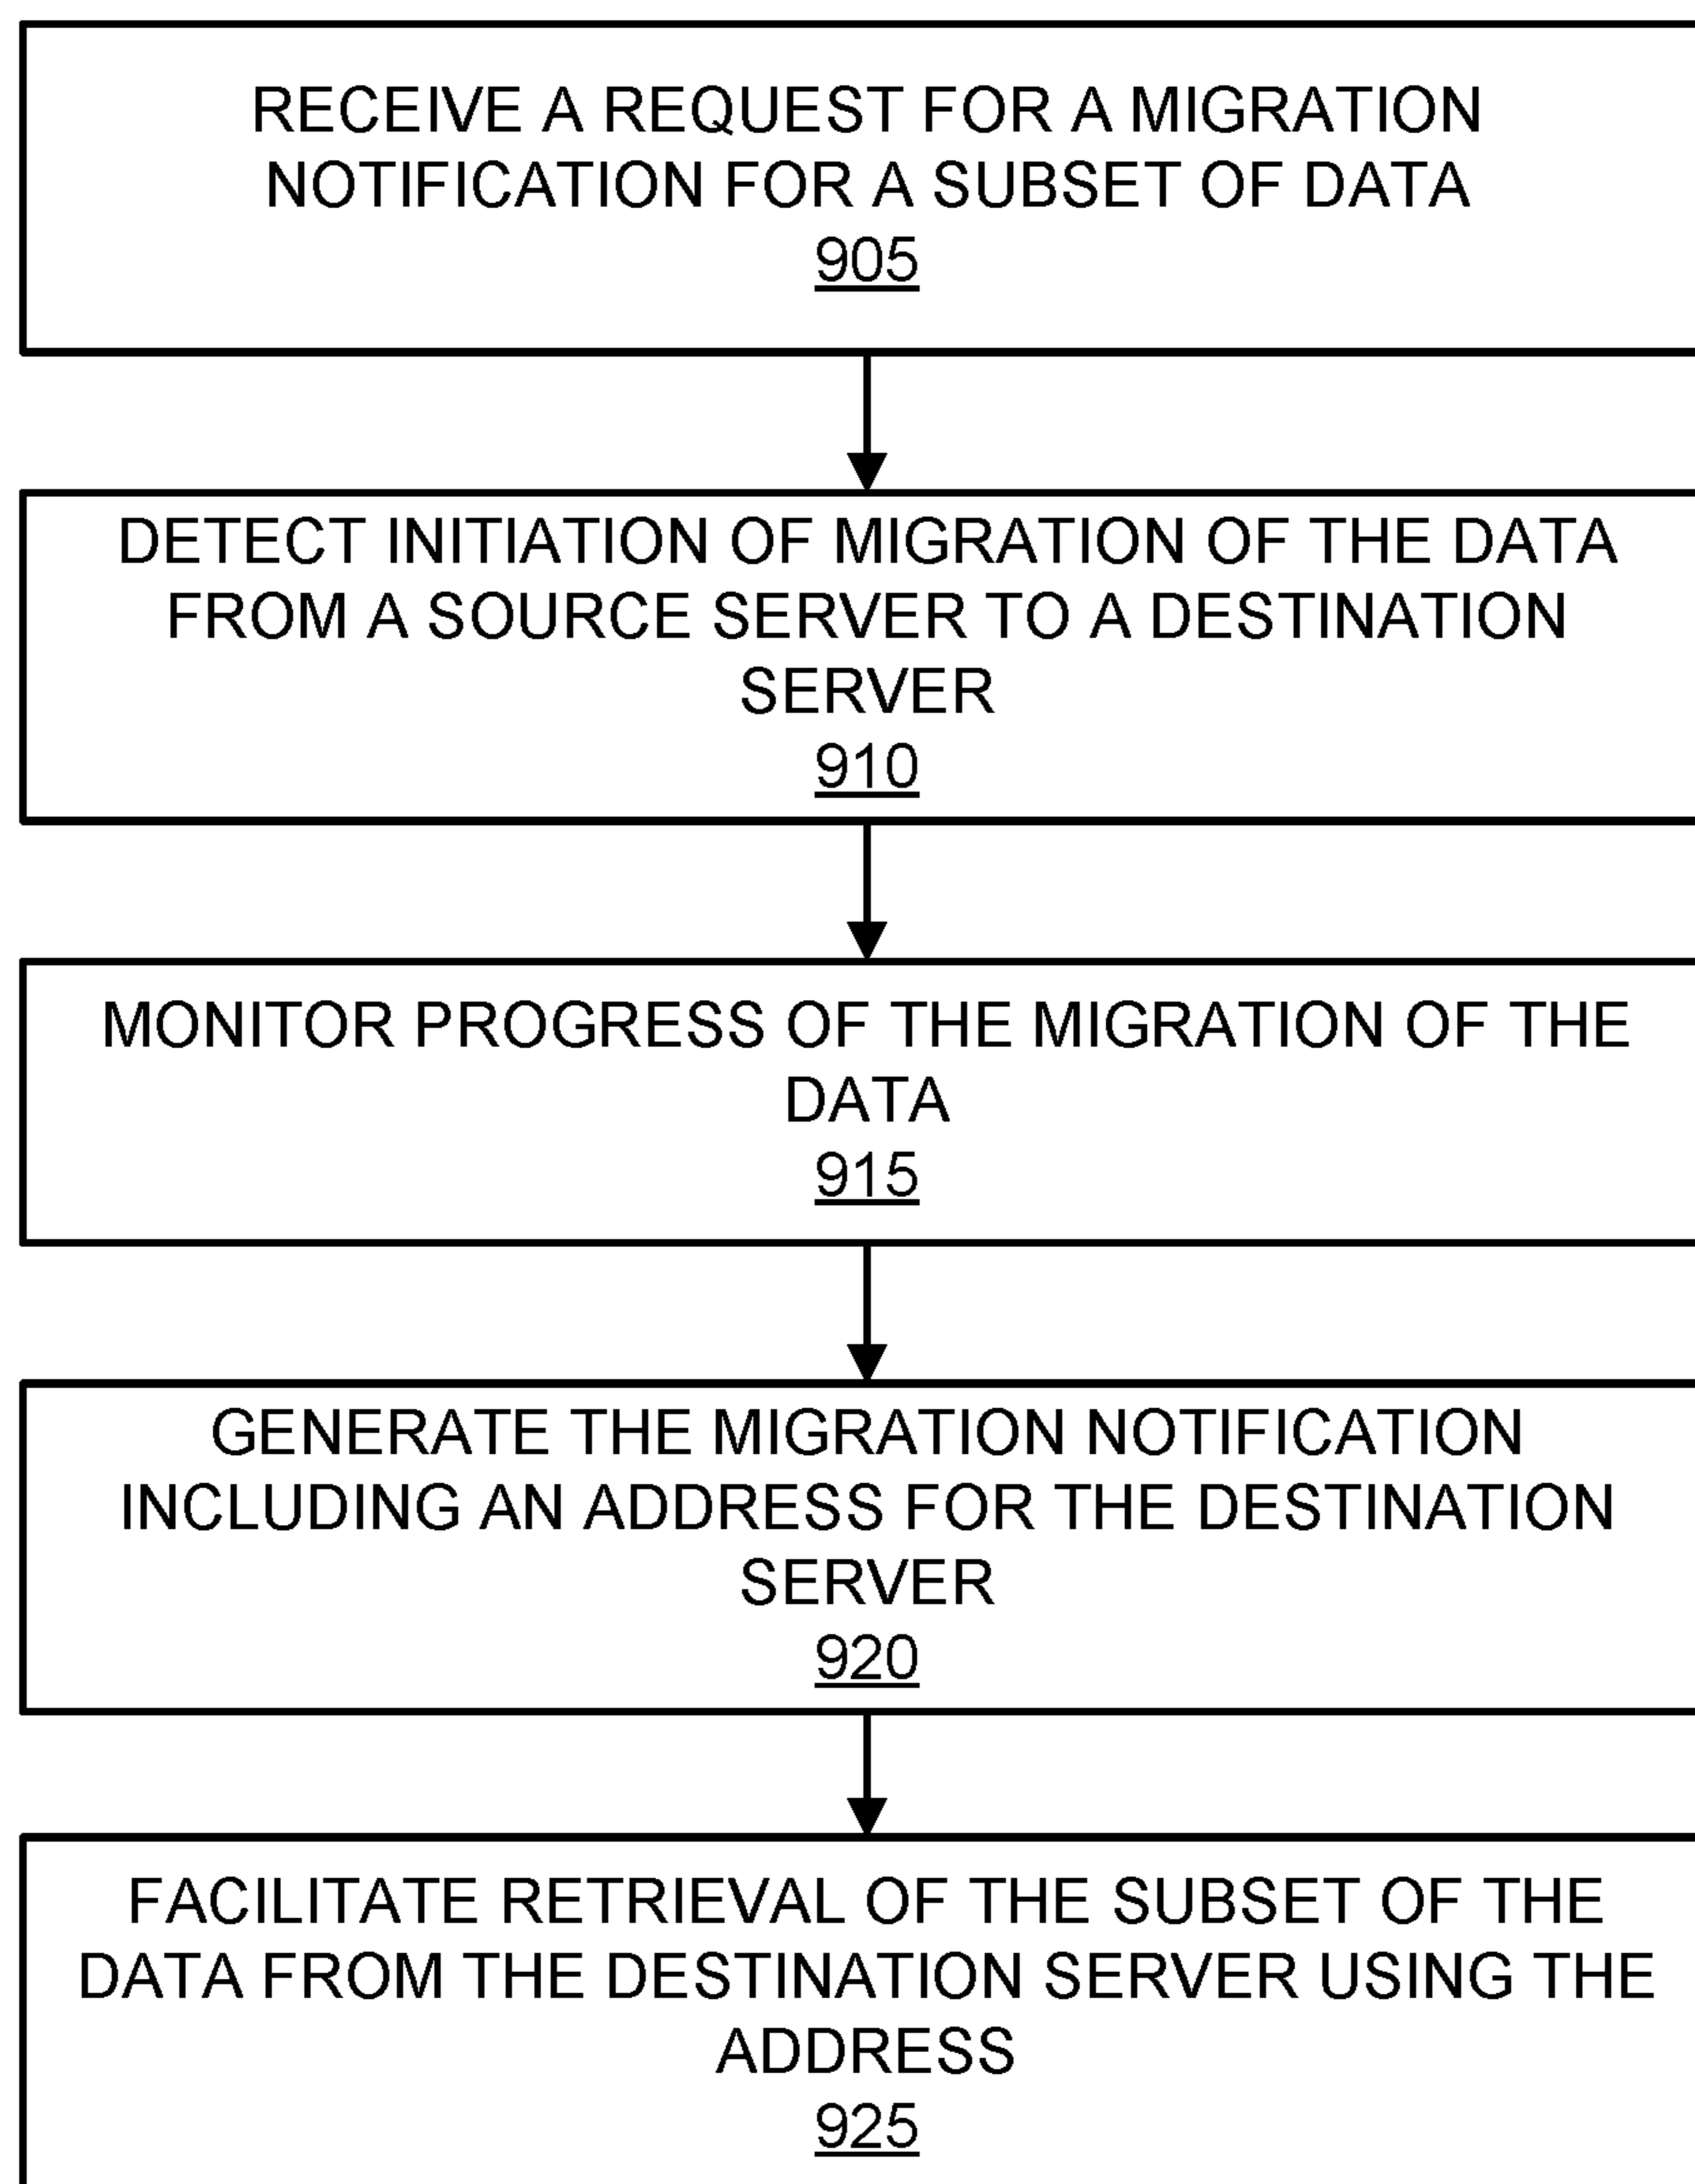 RECEIVE A REQUEST FOR A MIGRATION
NOTIFICATION FOR A SUBSET OF DATA
905
DETECT INITIATION OF MIGRATION OF THE DATA
FROM A SOURCE SERVER TO A DESTINATION
SERVER
910
MONITOR PROGRESS OF THE MIGRATION OF THE
DATA
915
GENERATE THE MIGRATION NOTIFICATION
INCLUDING AN ADDRESS FOR THE DESTINATION
SERVER
920
FACILITATE RETRIEVAL OF THE SUBSET OF THE
DATA FROM THE DESTINATION SERVER USING THE
ADDRESS
925